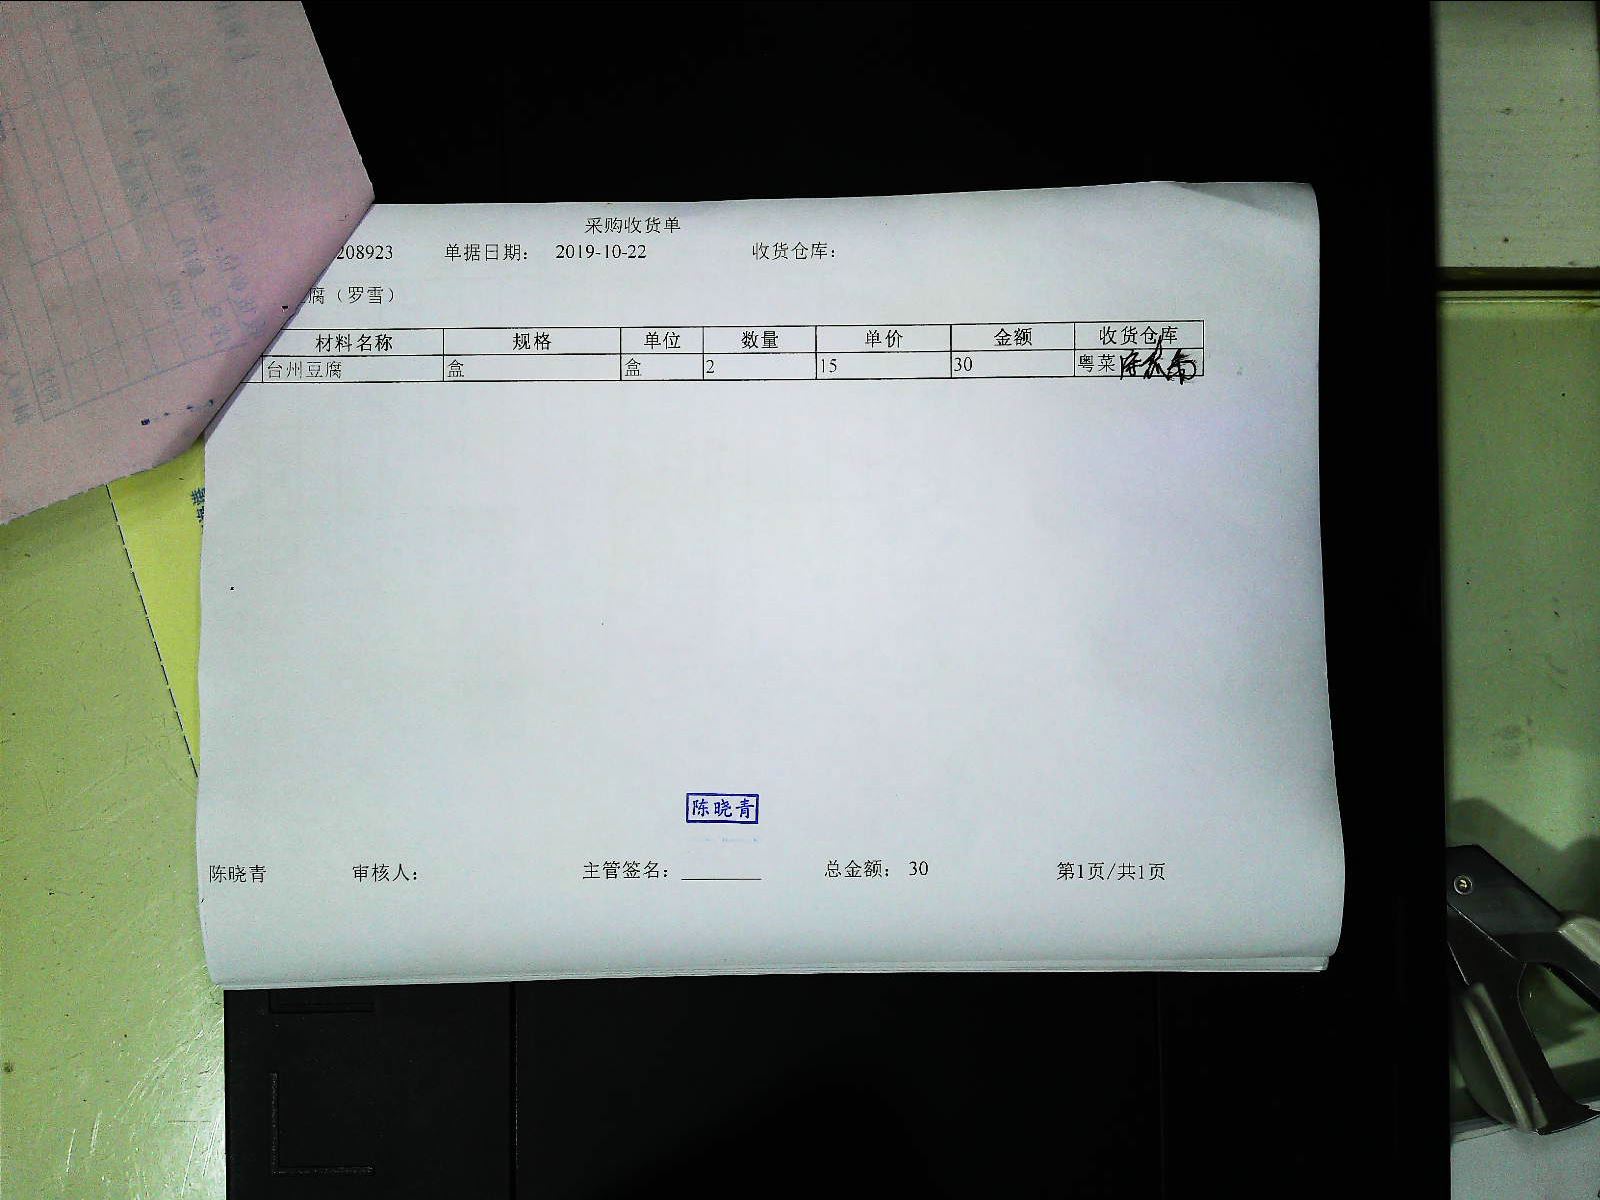 采购收货单
208923 单据日期： 2019-10-22 收货仓库：
腐（罗雪）
材料名称 规格 单位 数量 单价 金额 收货仓库
台州豆腐 盒 盒 2 15 30 粤菜
陈晓青
陈晓青 审核人： 主管签名： 总金额： 30 第1页/共1页